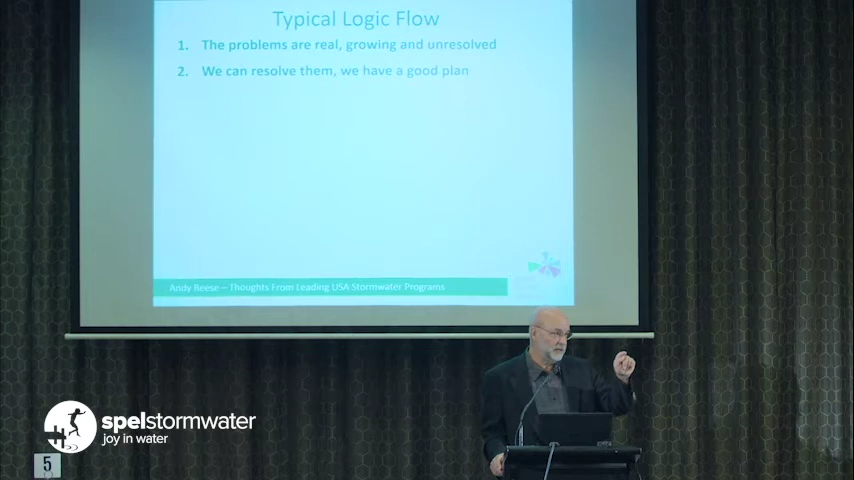 Typical Logic Flow
1. The problems are real, growing and unresolved
2. We can resolve them, we have a good plan
Andy Reese – Thoughts From Leading USA Stormwater Programs
spelstormwater
joy in water
5